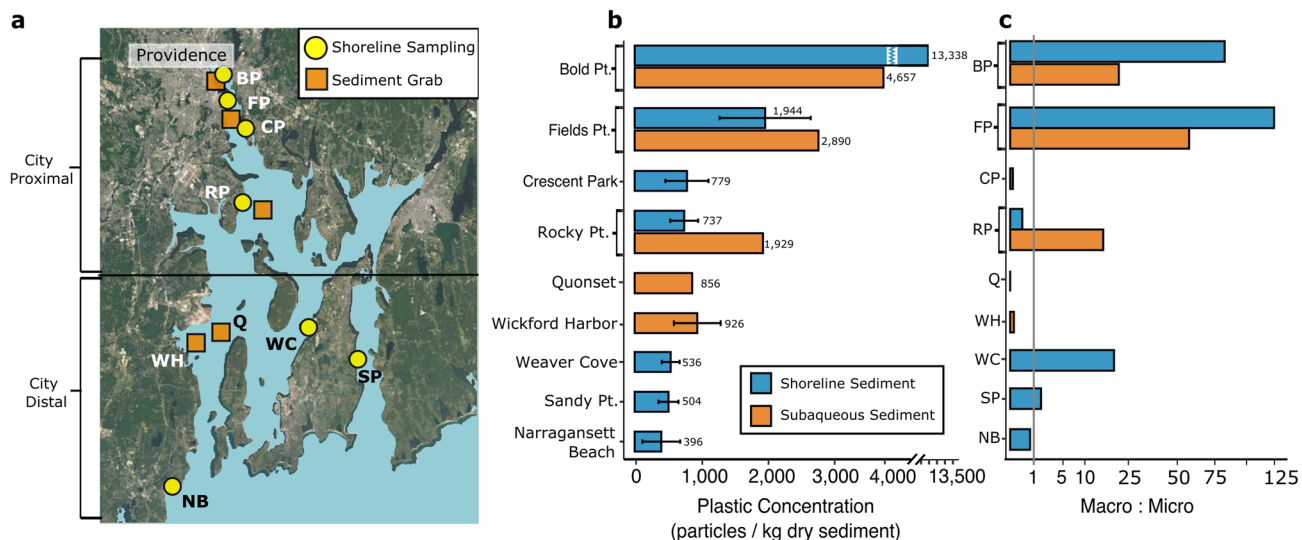 a
Providence
Shoreline Sampling
Sediment Grab
BP
FP
CP
RP
Q
WH
WC
SP
NB
City
Proximal
City
Distal
b
Bold Pt.
13,338
4,657
Fields Pt.
1,944
2,890
Crescent Park
779
Rocky Pt.
737
1,929
Quonset
856
Wickford Harbor
926
Weaver Cove
536
Sandy Pt.
504
Narragansett
Beach
396
Shoreline Sediment
Subaqueous Sediment
0 1,000 2,000 3,000 4,000 13,500
Plastic Concentration
(particles / kg dry sediment)
c
BP
FP
CP
RP
Q
WH
WC
SP
NB
1 5 10 25 50 75 125
Macro : Micro